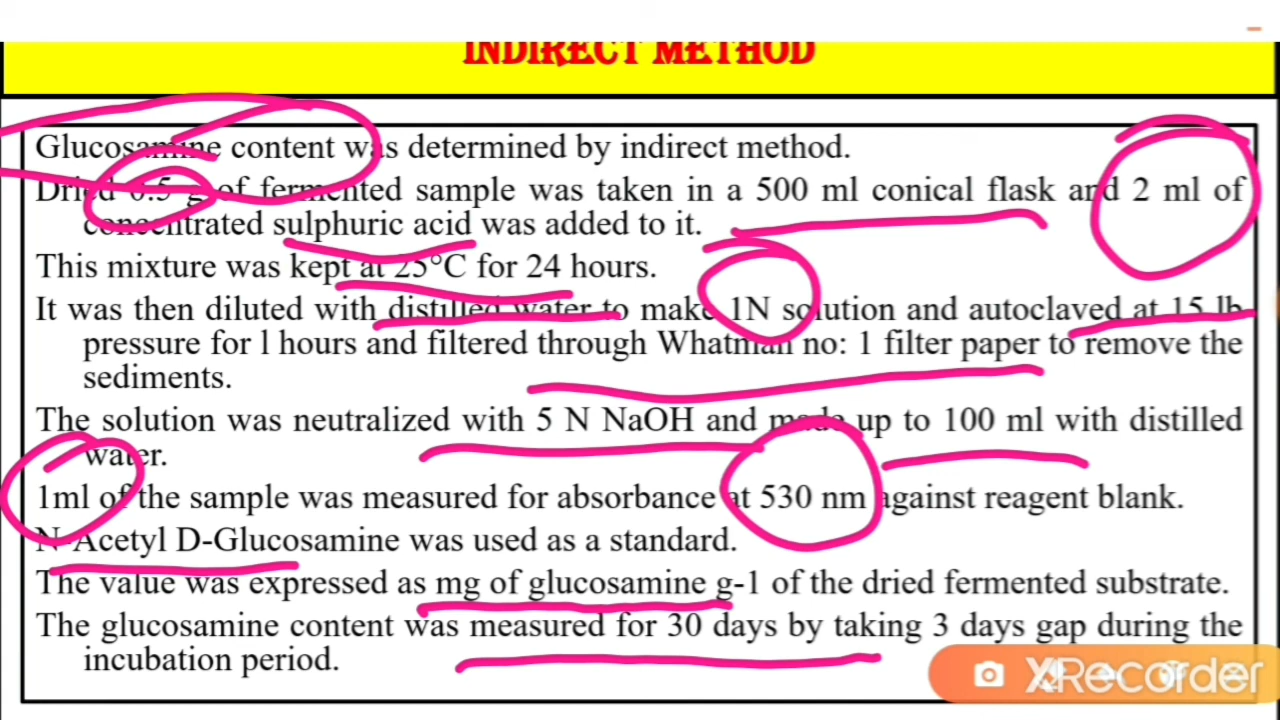 INDIRECT METHOD
Glucosamine content was determined by indirect method.
Dried 0.5 g of fermented sample was taken in a 500 ml conical flask and 2 ml of
concentrated sulphuric acid was added to it.
This mixture was kept at 25°C for 24 hours.
It was then diluted with distilled water to make 1N solution and autoclaved at 15 lb
pressure for 1 hours and filtered through Whatman no: 1 filter paper to remove the
sediments.
The solution was neutralized with 5 N NaOH and made up to 100 ml with distilled
water.
1ml of the sample was measured for absorbance at 530 nm against reagent blank.
N-Acetyl D-Glucosamine was used as a standard.
The value was expressed as mg of glucosamine g-1 of the dried fermented substrate.
The glucosamine content was measured for 30 days by taking 3 days gap during the
incubation period.
XRecorder